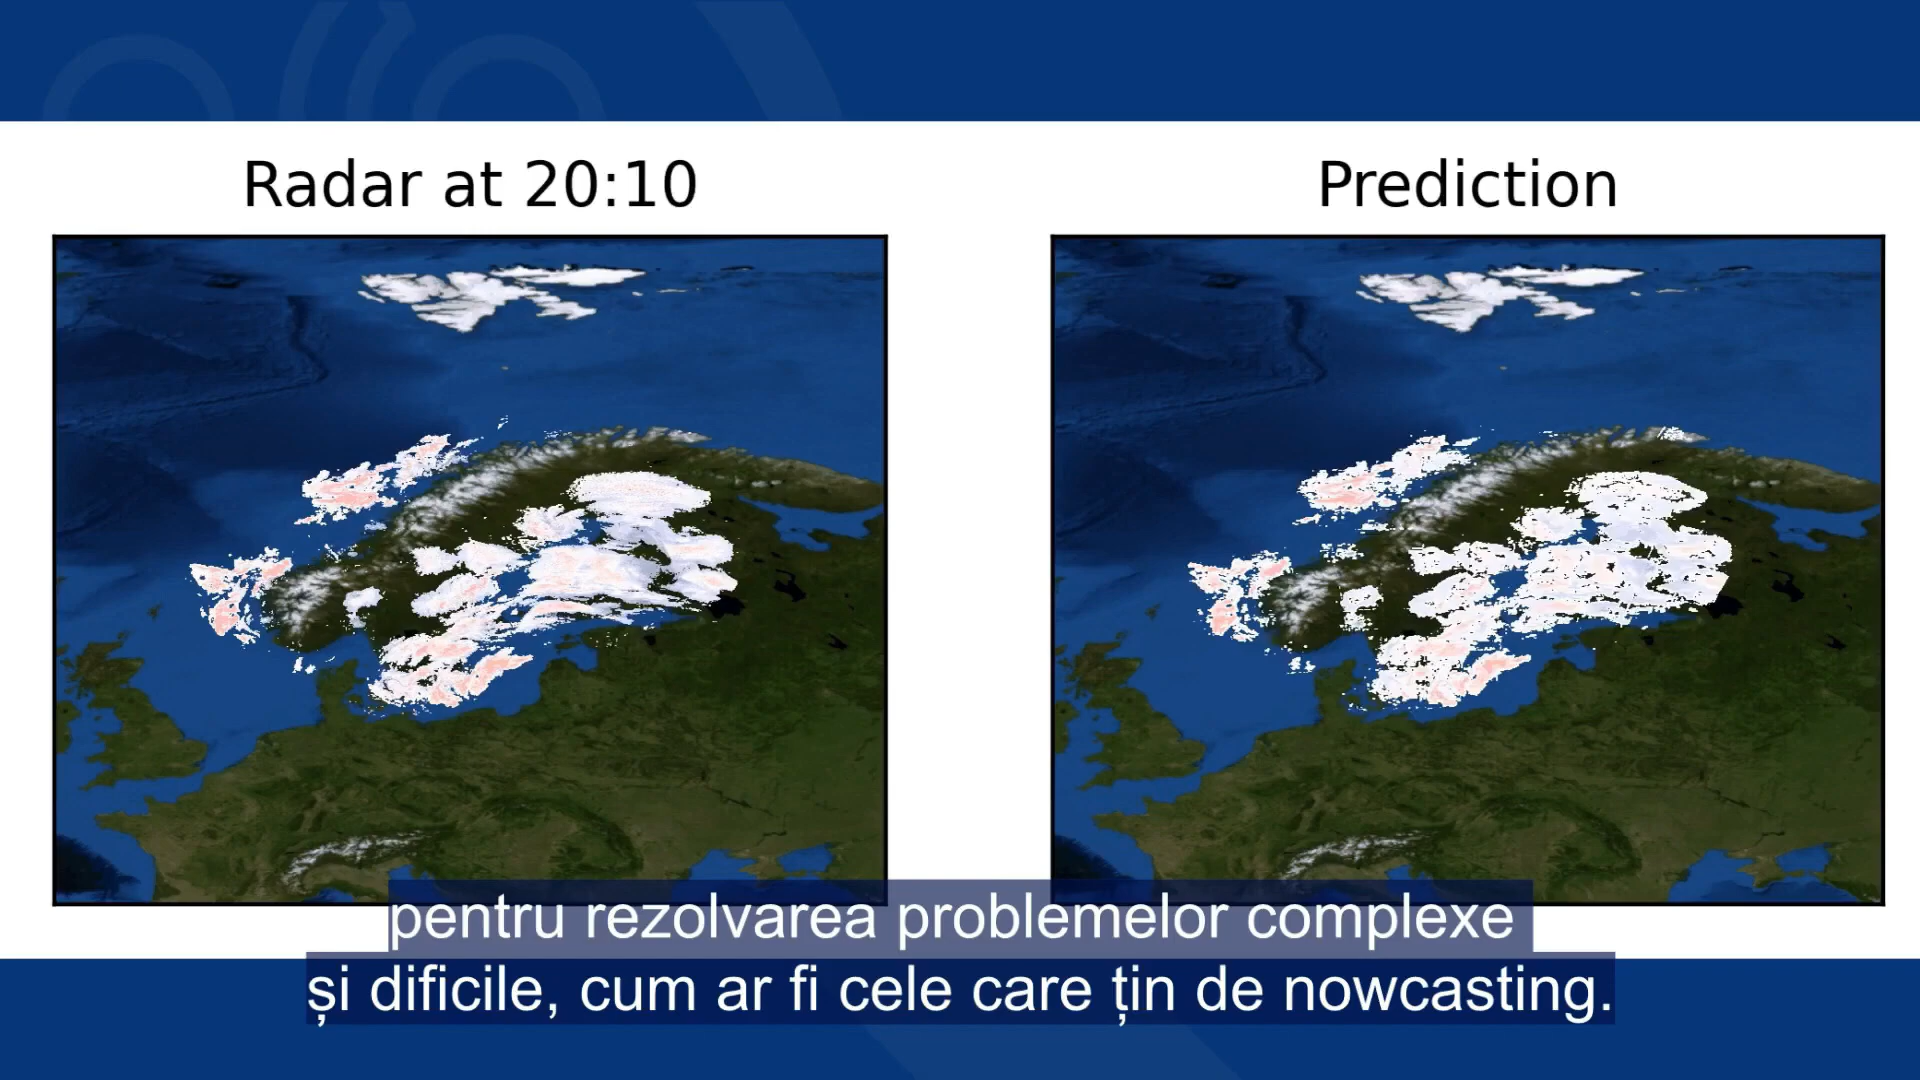 Radar at 20:10
Prediction
pentru rezolvarea problemelor complexe
și dificile, cum ar fi cele care țin de nowcasting.